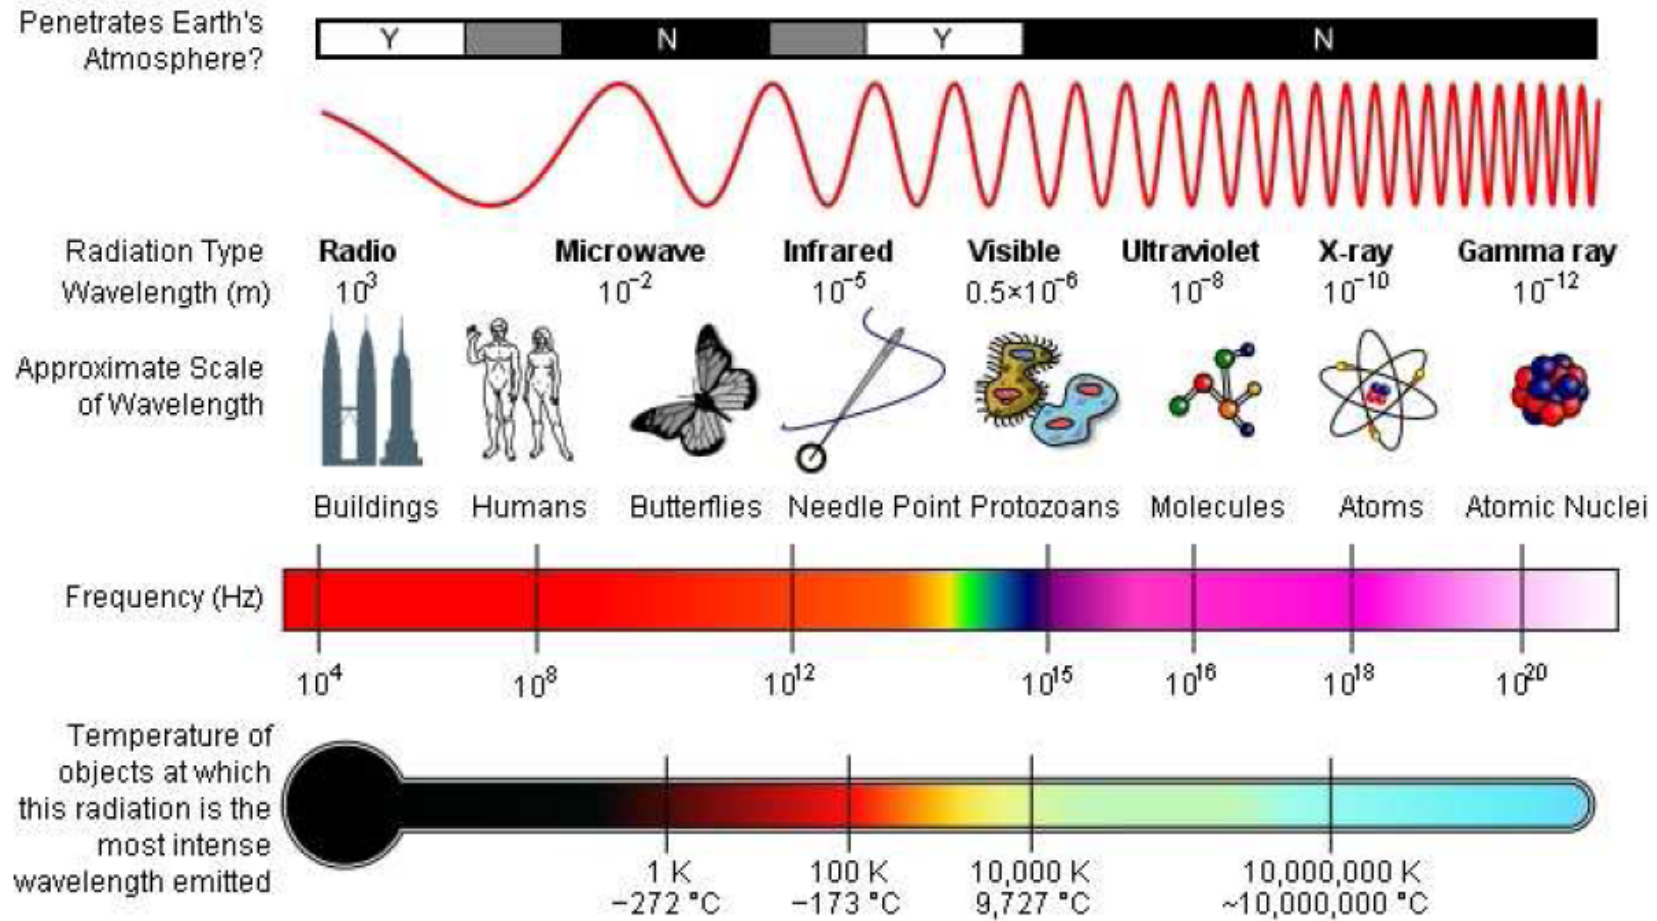 Penetrates Earth's
Atmosphere?
Y N Y N
Radiation Type
Radio Microwave Infrared Visible Ultraviolet X-ray Gamma ray
Wavelength (m)
10³ 10⁻² 10⁻⁵ 0.5×10⁻⁶ 10⁻⁸ 10⁻¹⁰ 10⁻¹²
Approximate Scale
of Wavelength
Buildings Humans Butterflies Needle Point Protozoans Molecules Atoms Atomic Nuclei
Frequency (Hz)
10⁴ 10⁸ 10¹² 10¹⁵ 10¹⁶ 10¹⁸ 10²⁰
Temperature of
objects at which
this radiation is the
most intense
wavelength emitted
1 K 100 K 10,000 K 10,000,000 K
−272 °C −173 °C 9,727 °C ~10,000,000 °C